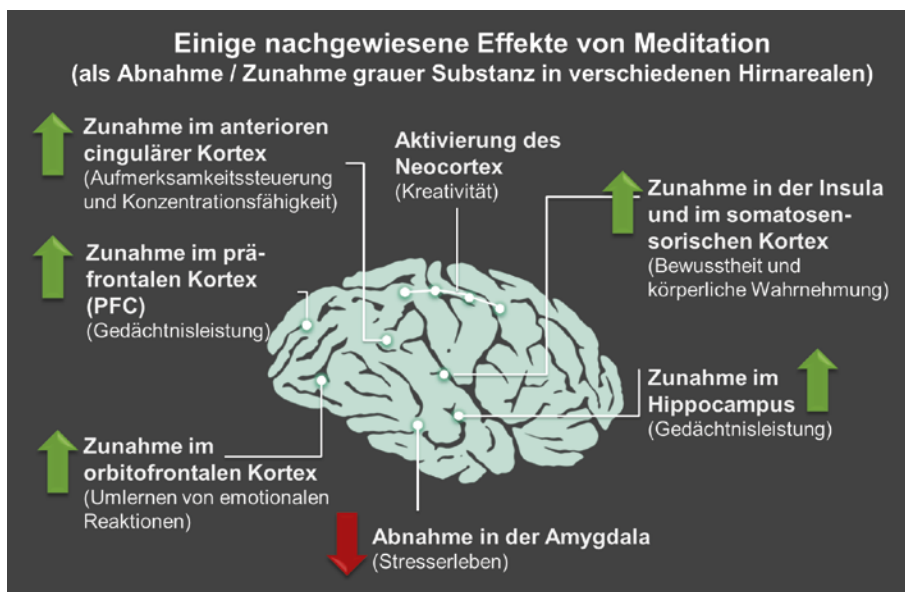 Einige nachgewiesene Effekte von Meditation
(als Abnahme / Zunahme grauer Substanz in verschiedenen Hirnarealen)
Zunahme im anterioren
cingulärer Kortex
(Aufmerksamkeitssteuerung
und Konzentrationsfähigkeit)
Aktivierung des
Neocortex
(Kreativität)
Zunahme in der Insula
und im somatosen-
sorischen Kortex
(Bewusstheit und
körperliche Wahrnehmung)
Zunahme im prä-
frontalen Kortex
(PFC)
(Gedächtnisleistung)
Zunahme im
Hippocampus
(Gedächtnisleistung)
Zunahme im
orbitofrontalen Kortex
(Umlernen von emotionalen
Reaktionen)
Abnahme in der Amygdala
(Stresserleben)